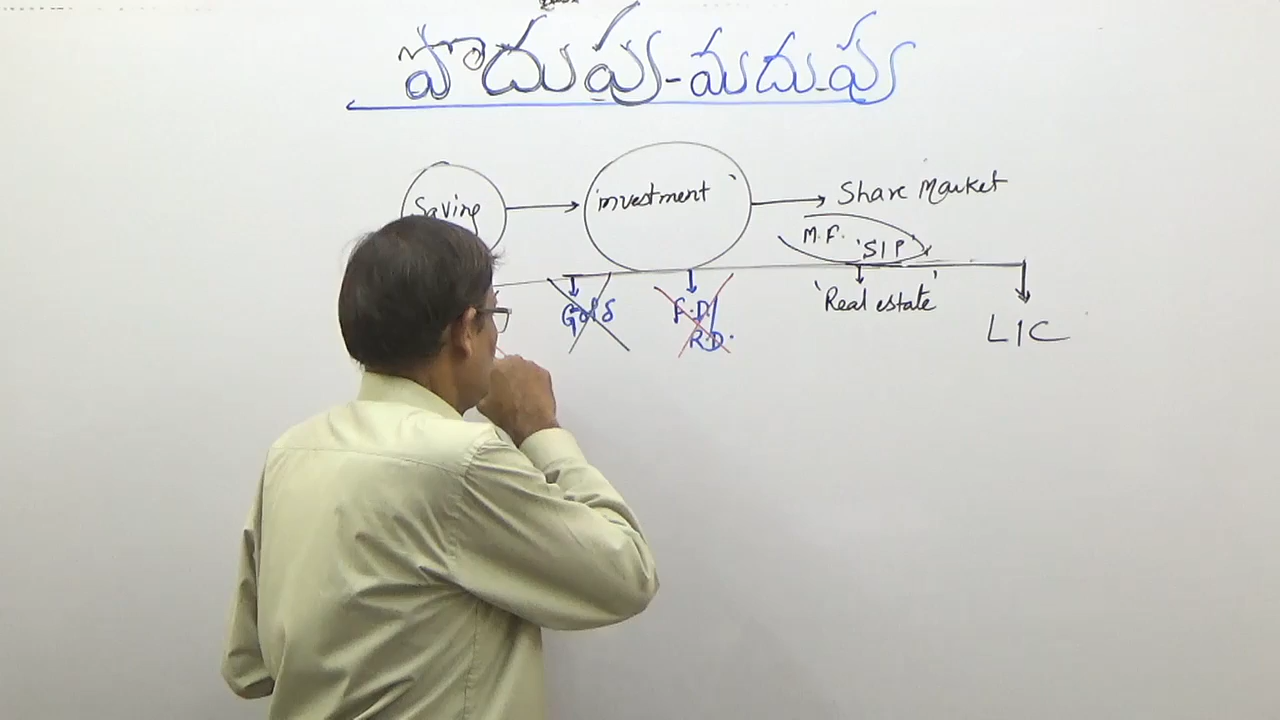 పొదుపు-మదుపు
Saving
investment
Share Market
M.F. 'SIP'
Gold
F.D/
R.D.
'Real estate'
LIC